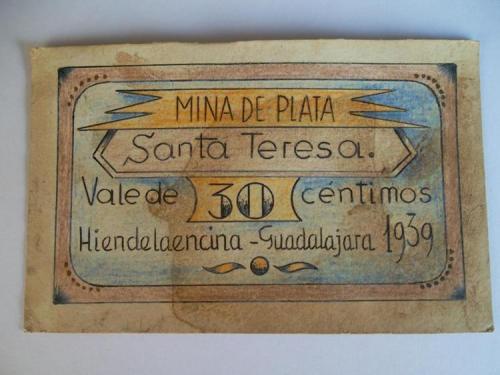 MINA DE PLATA
Santa Teresa.
Vale de 30 céntimos
Hiendelaencina - Guadalajara 1939